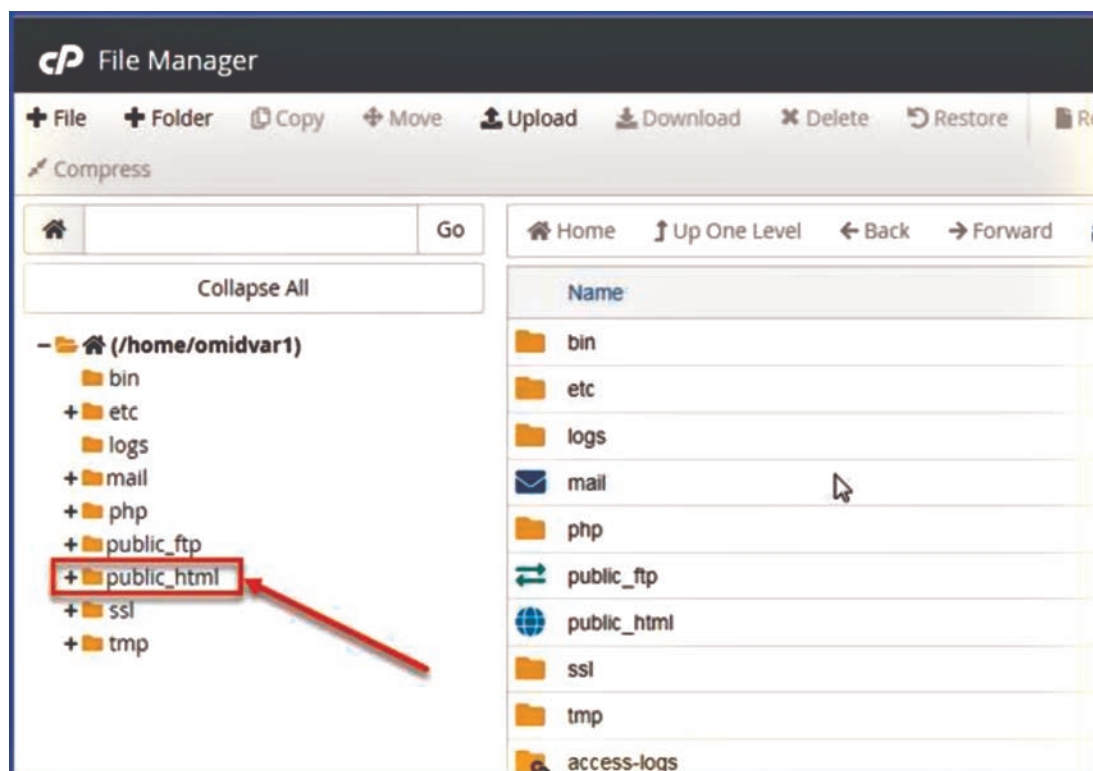 cP File Manager
File Folder Copy Move Upload Download Delete Restore
Compress
Go
Collapse All
(/home/omidvar1)
bin
etc
logs
mail
php
public_ftp
public_html
ssl
tmp
Home Up One Level Back Forward
Name
bin
etc
logs
mail
php
public_ftp
public_html
ssl
tmp
access-logs